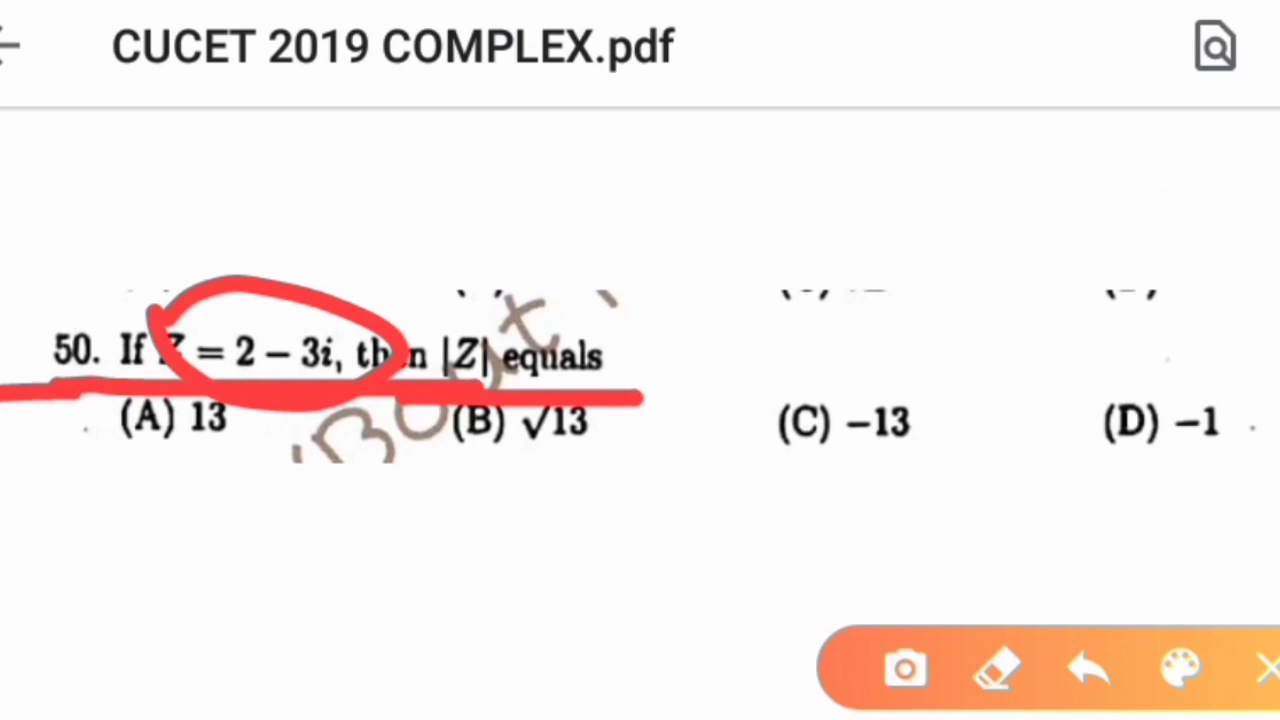 CUCET 2019 COMPLEX.pdf
50. If Z = 2 − 3i, then |Z| equals
(A) 13 (B) √13 (C) −13 (D) −1